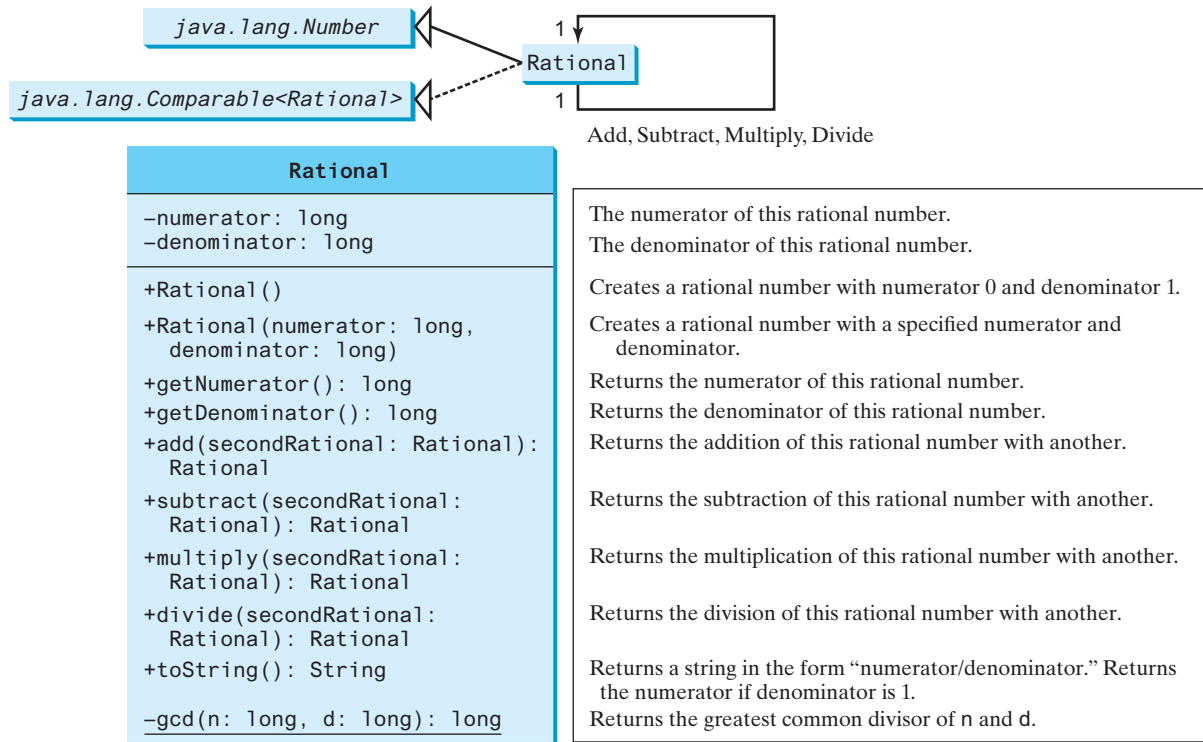 java.lang.Number
1
Rational
java.lang.Comparable<Rational>
1
Add, Subtract, Multiply, Divide
Rational
–numerator: long
The numerator of this rational number.
–denominator: long
The denominator of this rational number.
+Rational()
Creates a rational number with numerator 0 and denominator 1.
+Rational(numerator: long,
denominator: long)
Creates a rational number with a specified numerator and
denominator.
+getNumerator(): long
Returns the numerator of this rational number.
+getDenominator(): long
Returns the denominator of this rational number.
+add(secondRational: Rational):
Rational
Returns the addition of this rational number with another.
+subtract(secondRational:
Rational): Rational
Returns the subtraction of this rational number with another.
+multiply(secondRational:
Rational): Rational
Returns the multiplication of this rational number with another.
+divide(secondRational:
Rational): Rational
Returns the division of this rational number with another.
+toString(): String
Returns a string in the form “numerator/denominator.” Returns
the numerator if denominator is 1.
–gcd(n: long, d: long): long
Returns the greatest common divisor of n and d.